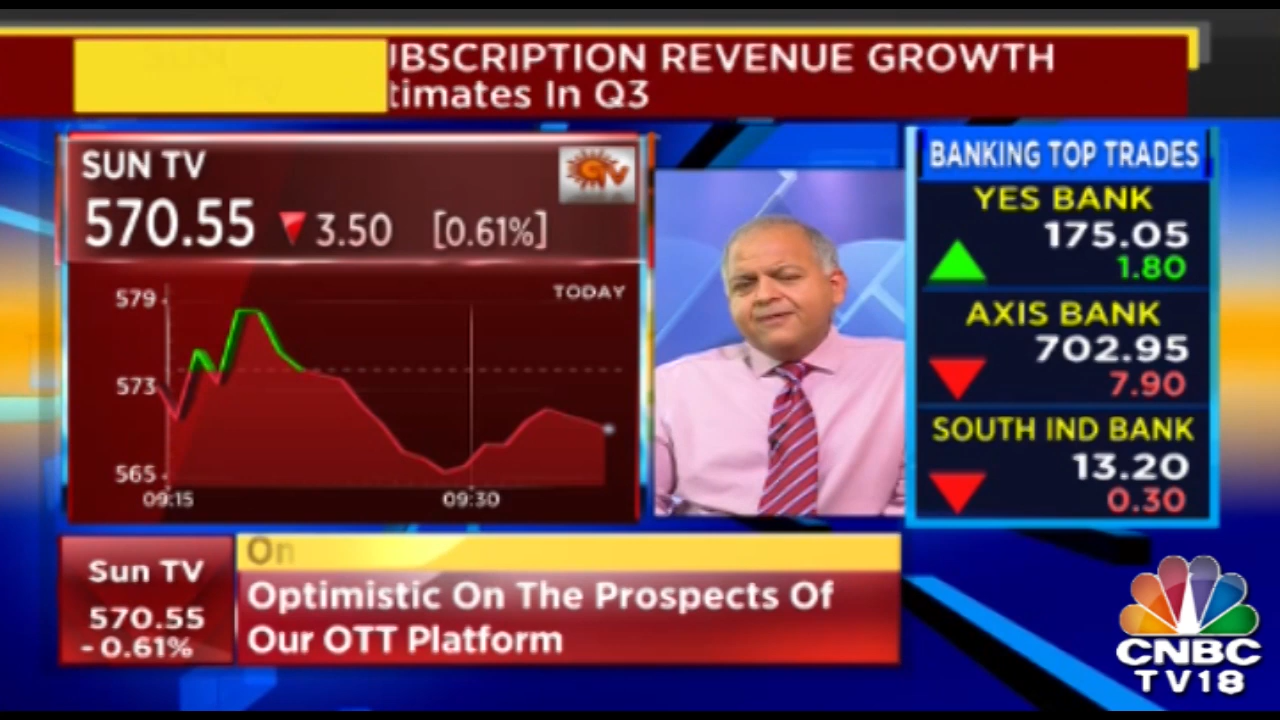 UBSCRIPTION REVENUE GROWTH
timates In Q3
SUN TV
570.55 ▼ 3.50 [0.61%]
TODAY
579
573
565
09:15 09:30
BANKING TOP TRADES
YES BANK
175.05
1.80
AXIS BANK
702.95
7.90
SOUTH IND BANK
13.20
0.30
Sun TV
570.55
-0.61%
On
Optimistic On The Prospects Of
Our OTT Platform
CNBC
TV18